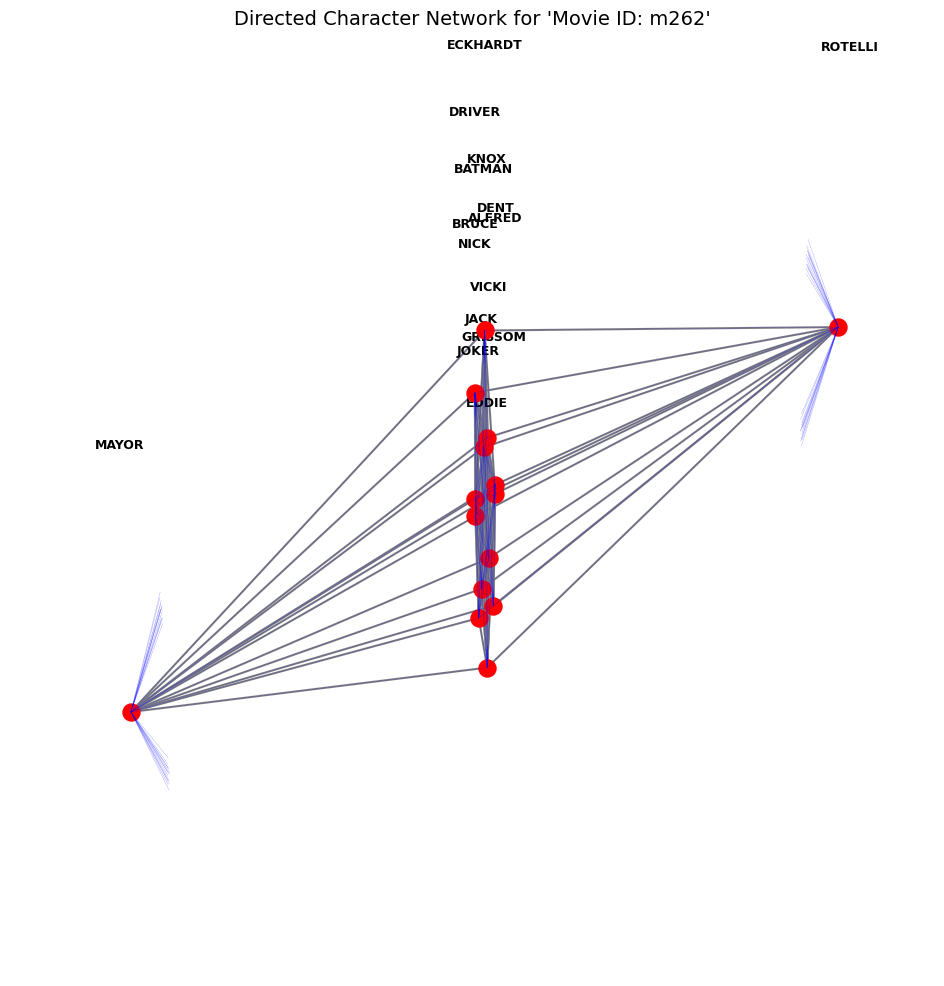 Directed Character Network for 'Movie ID: m262'
ECKHARDT
ROTELLI
DRIVER
KNOX
BATMAN
DENT
ALFRED
BRUCE
NICK
VICKI
JACK
GRISSOM
JOKER
EDDIE
MAYOR